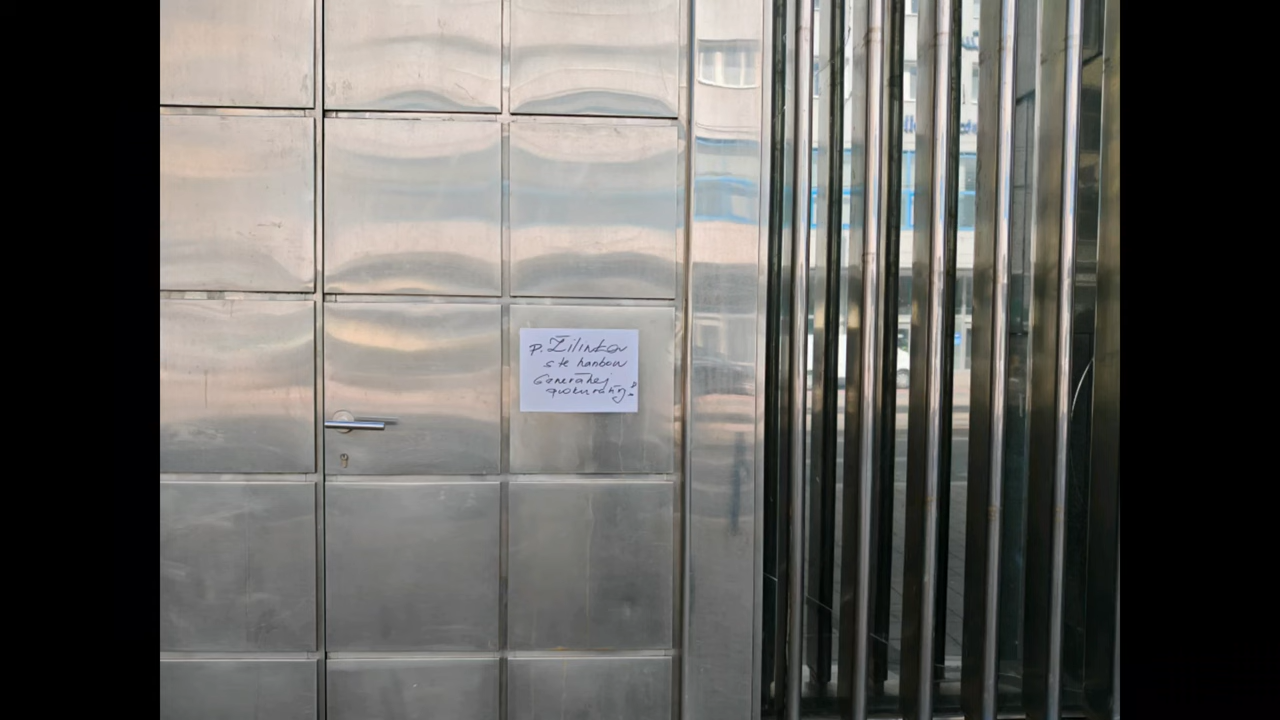 p. Žilinka
ste hanbou
Generálnej
prokuratúry!